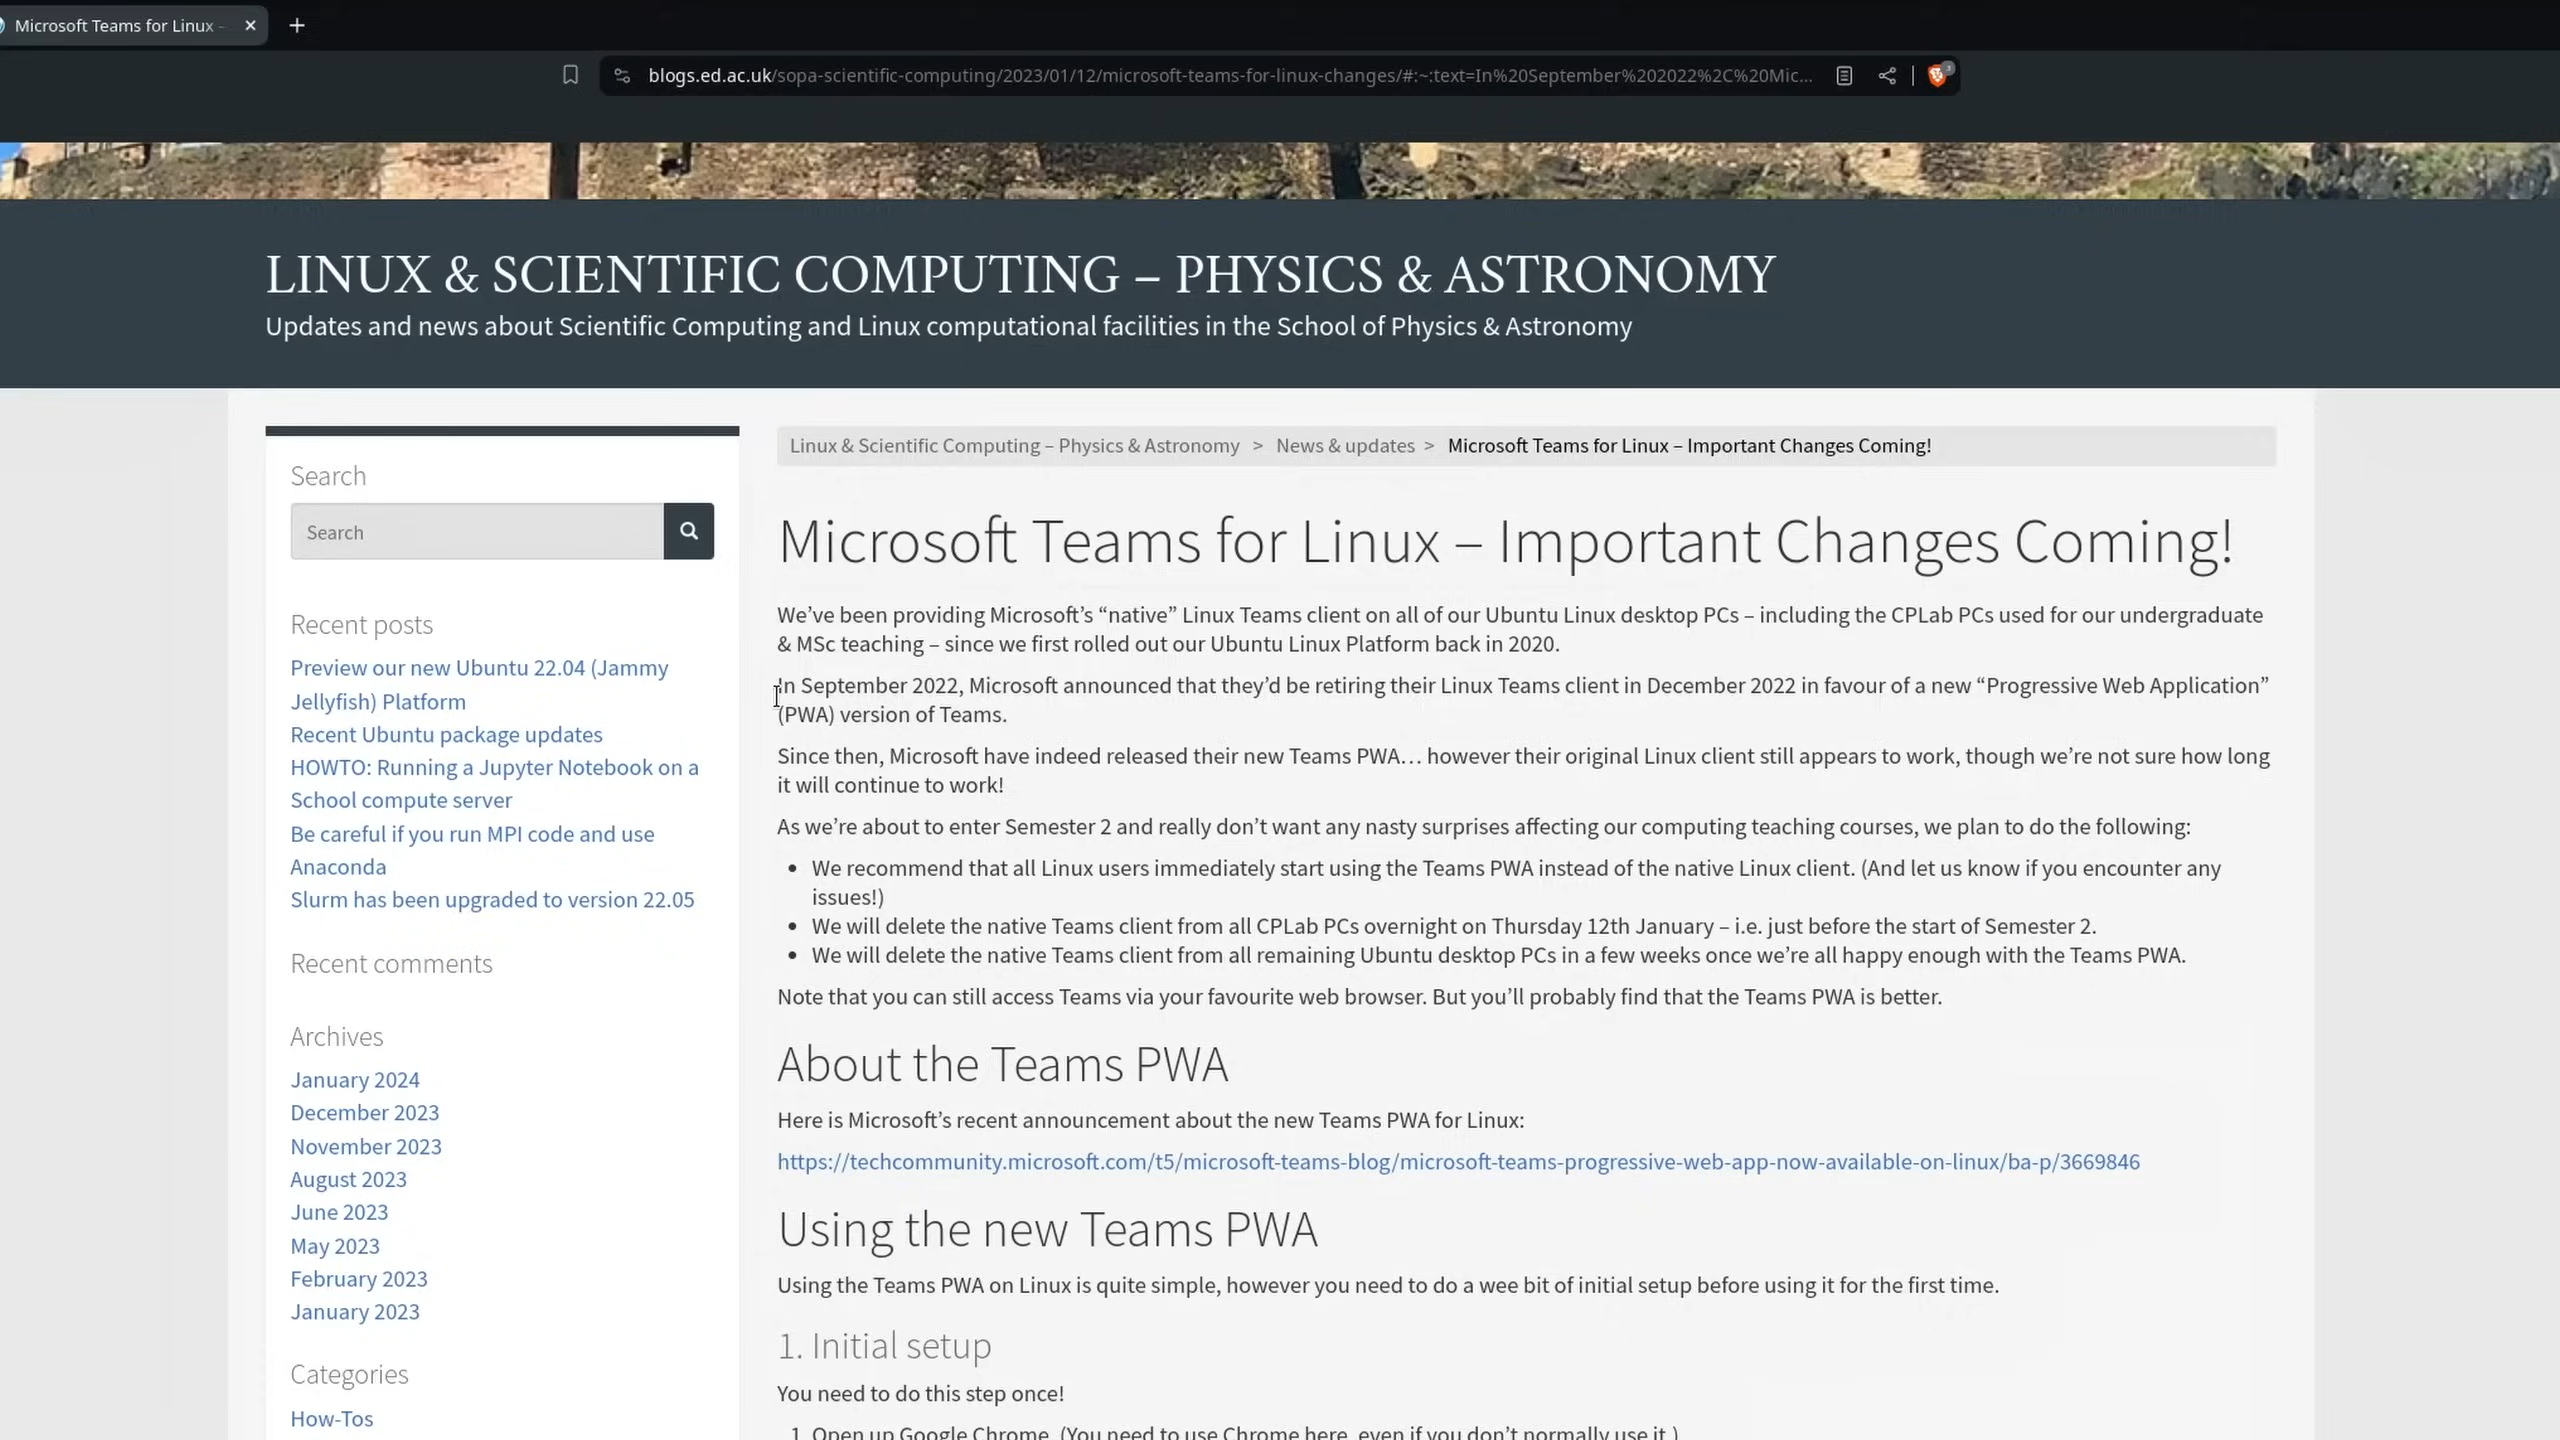 Microsoft Teams for Linux -
blogs.ed.ac.uk/sopa-scientific-computing/2023/01/12/microsoft-teams-for-linux-changes/#:~:text=In%20September%202022%2C%20Mic...
LINUX & SCIENTIFIC COMPUTING – PHYSICS & ASTRONOMY
Updates and news about Scientific Computing and Linux computational facilities in the School of Physics & Astronomy
Search
Search
Recent posts
Preview our new Ubuntu 22.04 (Jammy
Jellyfish) Platform
Recent Ubuntu package updates
HOWTO: Running a Jupyter Notebook on a
School compute server
Be careful if you run MPI code and use
Anaconda
Slurm has been upgraded to version 22.05
Recent comments
Archives
January 2024
December 2023
November 2023
August 2023
June 2023
May 2023
February 2023
January 2023
Categories
How-Tos
Linux & Scientific Computing – Physics & Astronomy > News & updates > Microsoft Teams for Linux – Important Changes Coming!
Microsoft Teams for Linux – Important Changes Coming!
We’ve been providing Microsoft’s “native” Linux Teams client on all of our Ubuntu Linux desktop PCs – including the CPLab PCs used for our undergraduate
& MSc teaching – since we first rolled out our Ubuntu Linux Platform back in 2020.
In September 2022, Microsoft announced that they’d be retiring their Linux Teams client in December 2022 in favour of a new “Progressive Web Application”
(PWA) version of Teams.
Since then, Microsoft have indeed released their new Teams PWA… however their original Linux client still appears to work, though we’re not sure how long
it will continue to work!
As we’re about to enter Semester 2 and really don’t want any nasty surprises affecting our computing teaching courses, we plan to do the following:
• We recommend that all Linux users immediately start using the Teams PWA instead of the native Linux client. (And let us know if you encounter any
issues!)
• We will delete the native Teams client from all CPLab PCs overnight on Thursday 12th January – i.e. just before the start of Semester 2.
• We will delete the native Teams client from all remaining Ubuntu desktop PCs in a few weeks once we’re all happy enough with the Teams PWA.
Note that you can still access Teams via your favourite web browser. But you’ll probably find that the Teams PWA is better.
About the Teams PWA
Here is Microsoft’s recent announcement about the new Teams PWA for Linux:
https://techcommunity.microsoft.com/t5/microsoft-teams-blog/microsoft-teams-progressive-web-app-now-available-on-linux/ba-p/3669846
Using the new Teams PWA
Using the Teams PWA on Linux is quite simple, however you need to do a wee bit of initial setup before using it for the first time.
1. Initial setup
You need to do this step once!
1. Open up Google Chrome. (You need to use Chrome here, even if you don’t normally use it.)